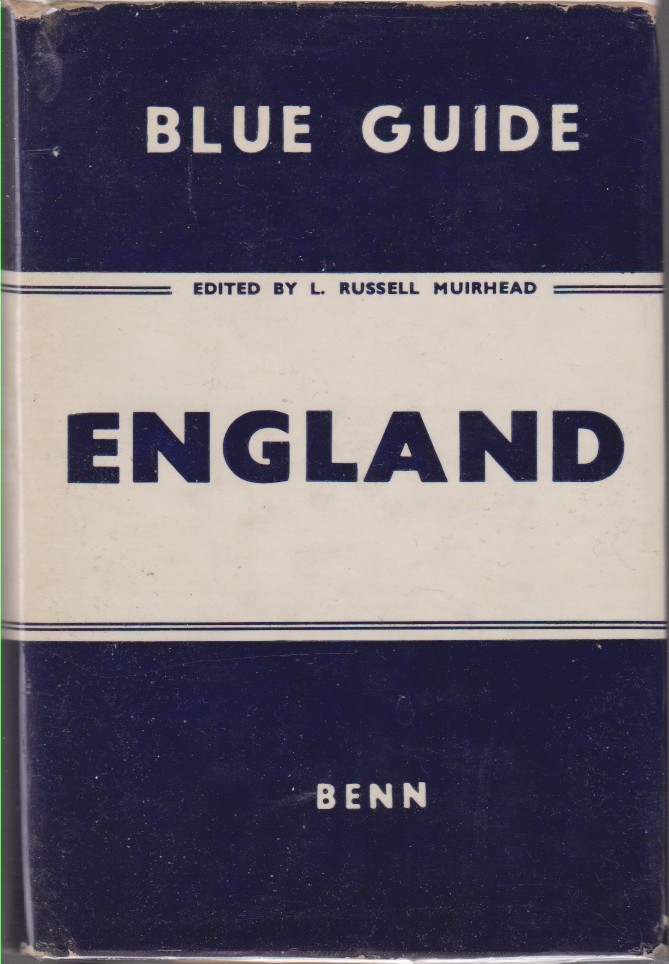 BLUE GUIDE
EDITED BY L. RUSSELL MUIRHEAD
ENGLAND
BENN